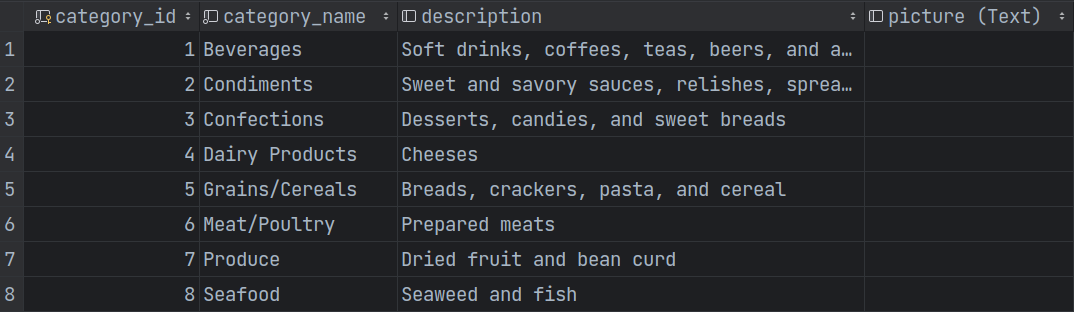 category_id category_name description picture (Text)
1 1 Beverages Soft drinks, coffees, teas, beers, and a…
2 2 Condiments Sweet and savory sauces, relishes, sprea…
3 3 Confections Desserts, candies, and sweet breads
4 4 Dairy Products Cheeses
5 5 Grains/Cereals Breads, crackers, pasta, and cereal
6 6 Meat/Poultry Prepared meats
7 7 Produce Dried fruit and bean curd
8 8 Seafood Seaweed and fish